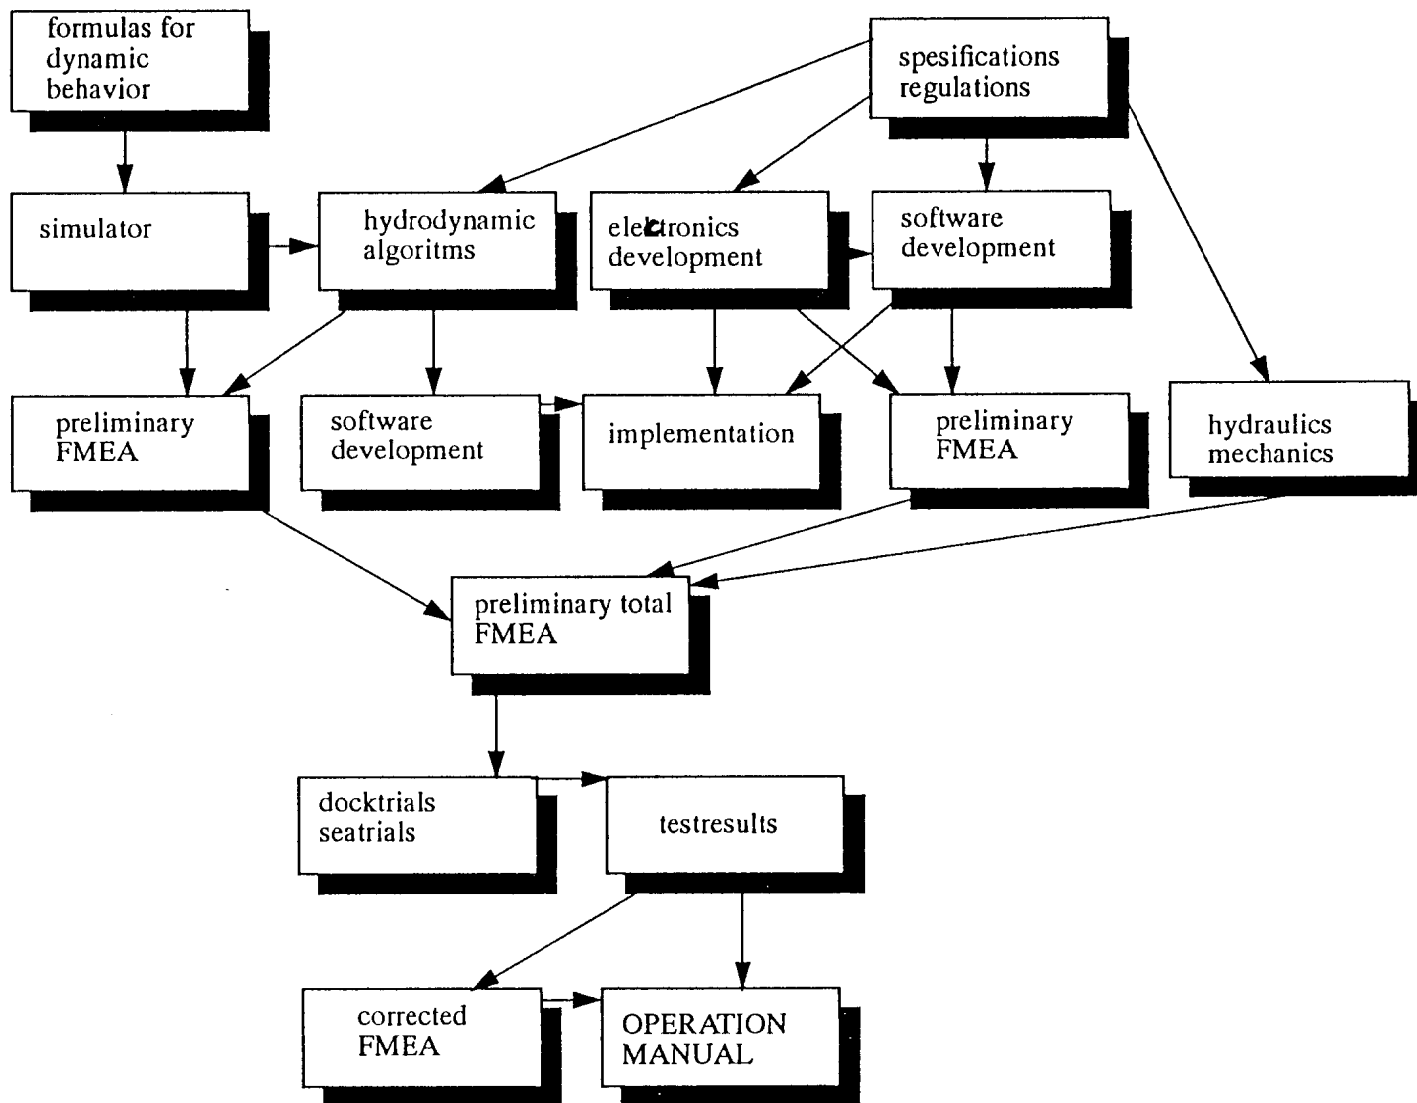 formulas for
dynamic
behavior
spesifications
regulations
simulator
hydrodynamic
algoritms
electronics
development
software
development
preliminary
FMEA
software
development
implementation
preliminary
FMEA
hydraulics
mechanics
preliminary total
FMEA
docktrials
seatrials
testresults
corrected
FMEA
OPERATION
MANUAL